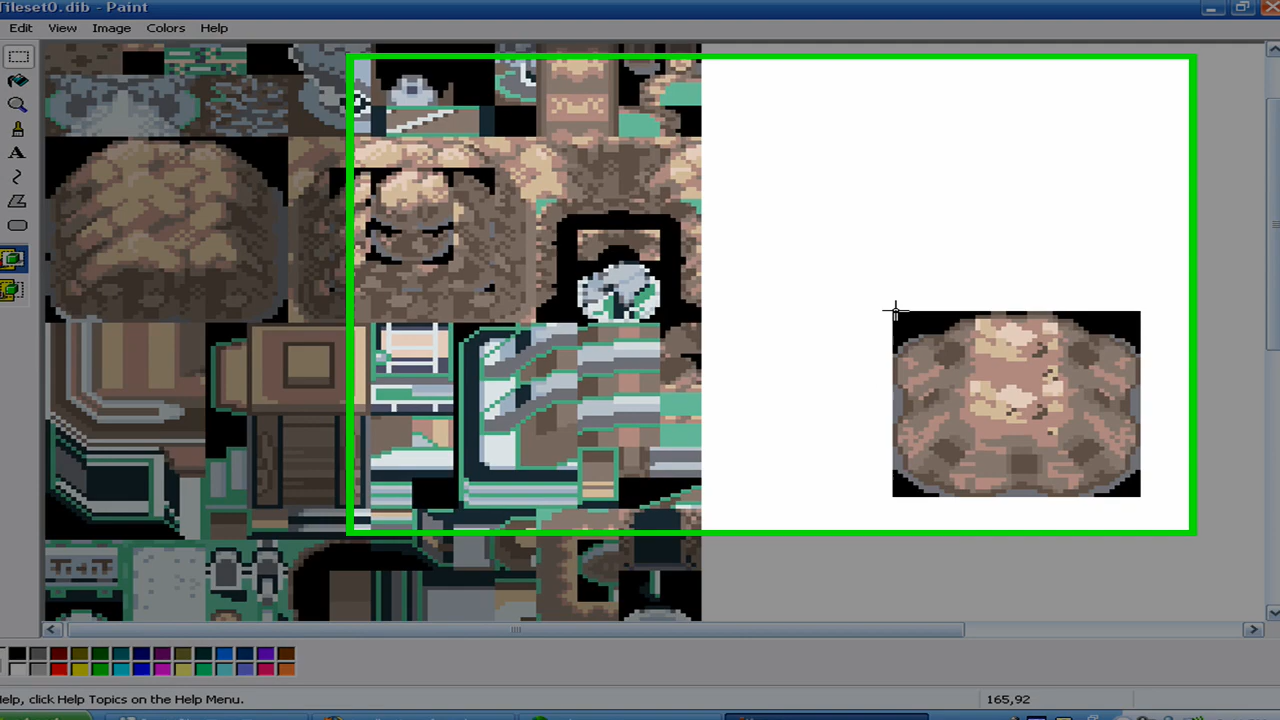 Tileset0.dib - Paint
Edit View Image Colors Help
A
Help, click Help Topics on the Help Menu. 165,92